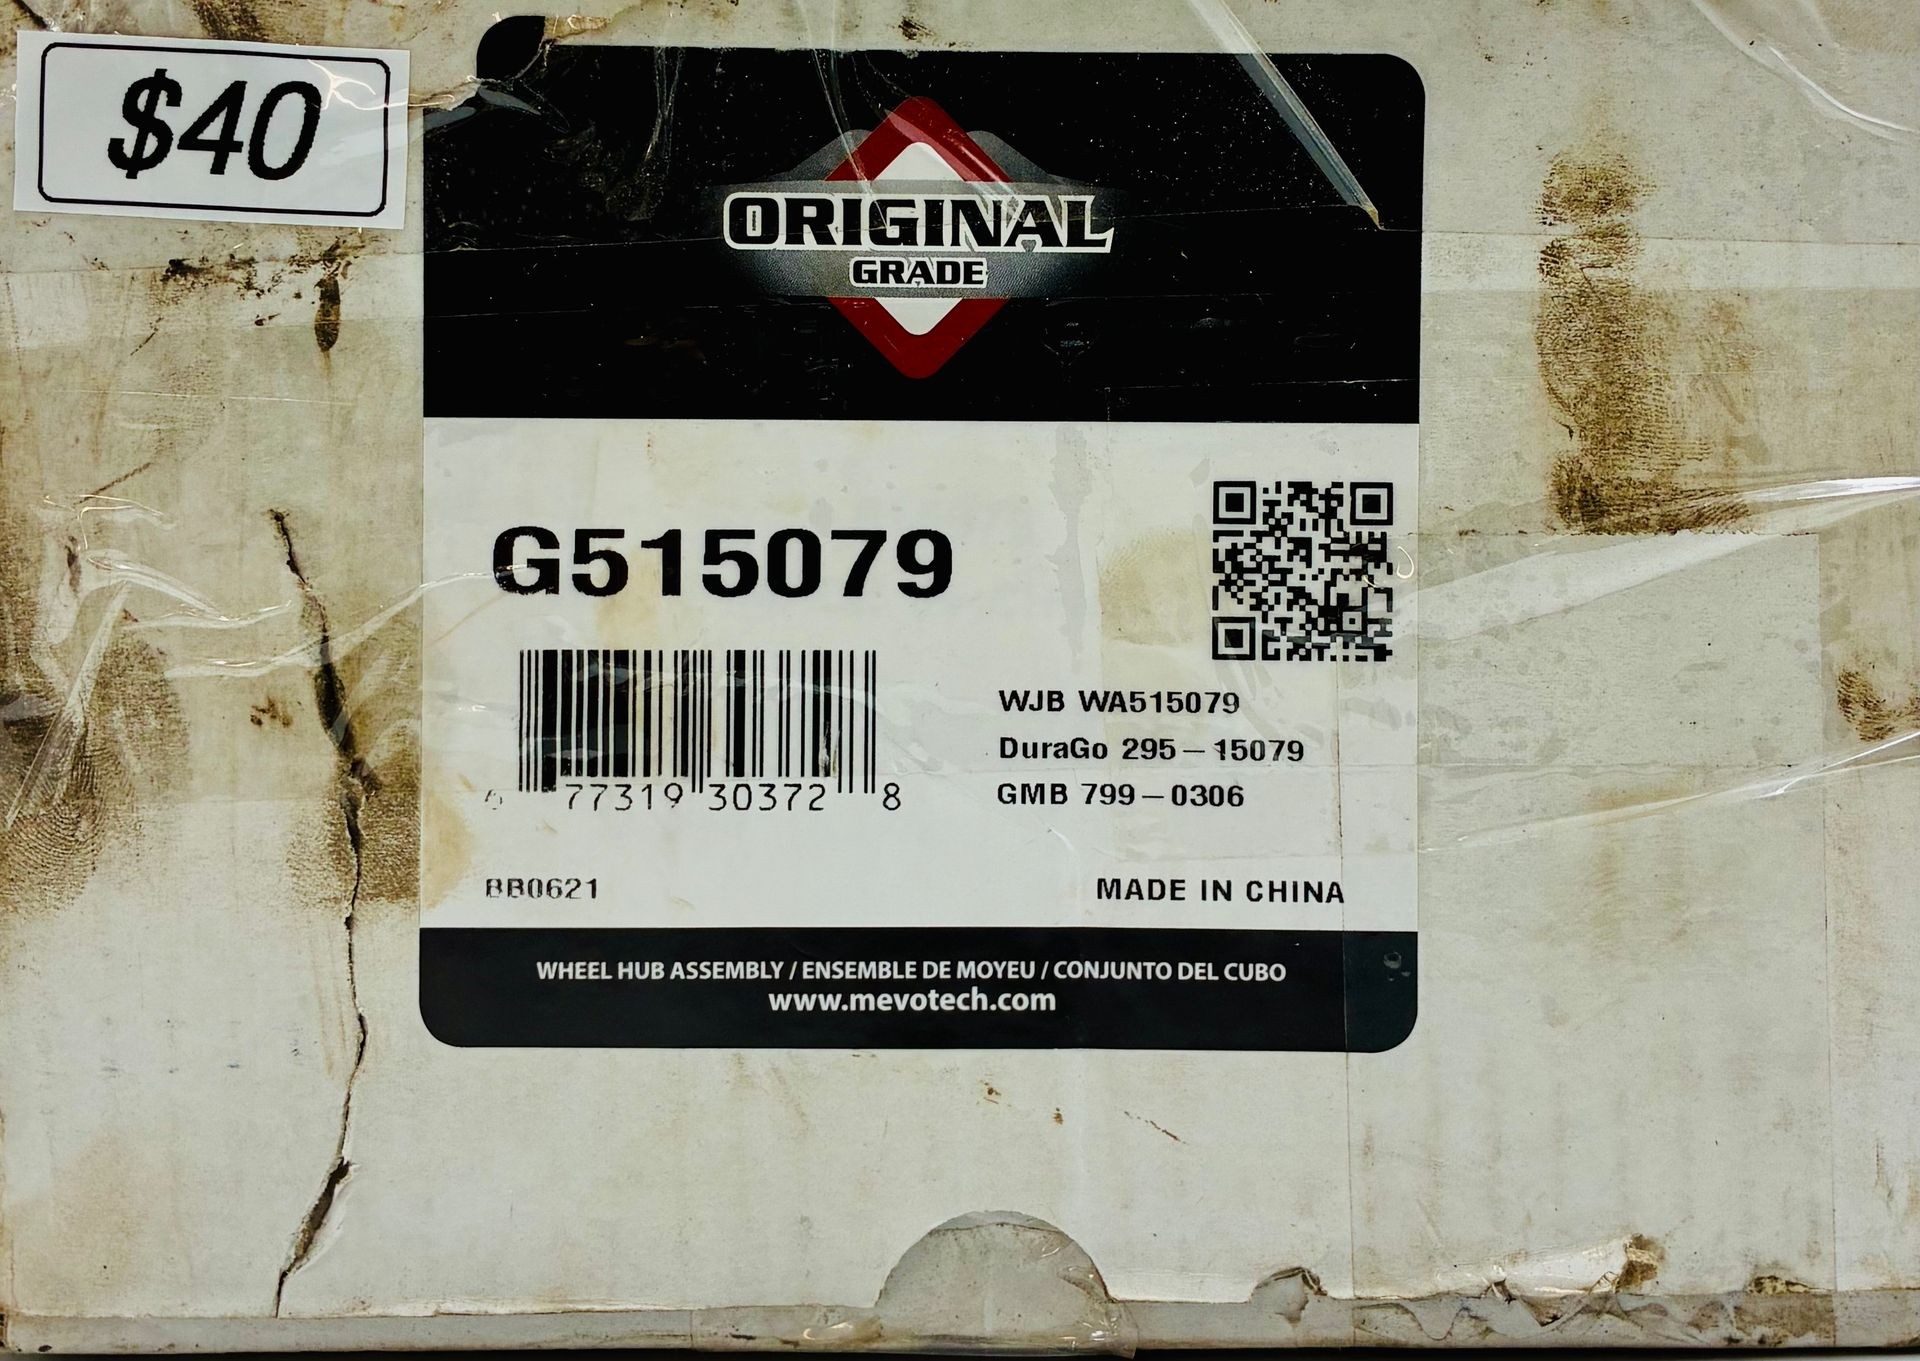 $40
ORIGINAL
GRADE
G515079
WJB WA515079
DuraGo 295-15079
GMB 799-0306
77319 30372 8
BB0621
MADE IN CHINA
WHEEL HUB ASSEMBLY / ENSEMBLE DE MOYEU / CONJUNTO DEL CUBO
www.mevotech.com